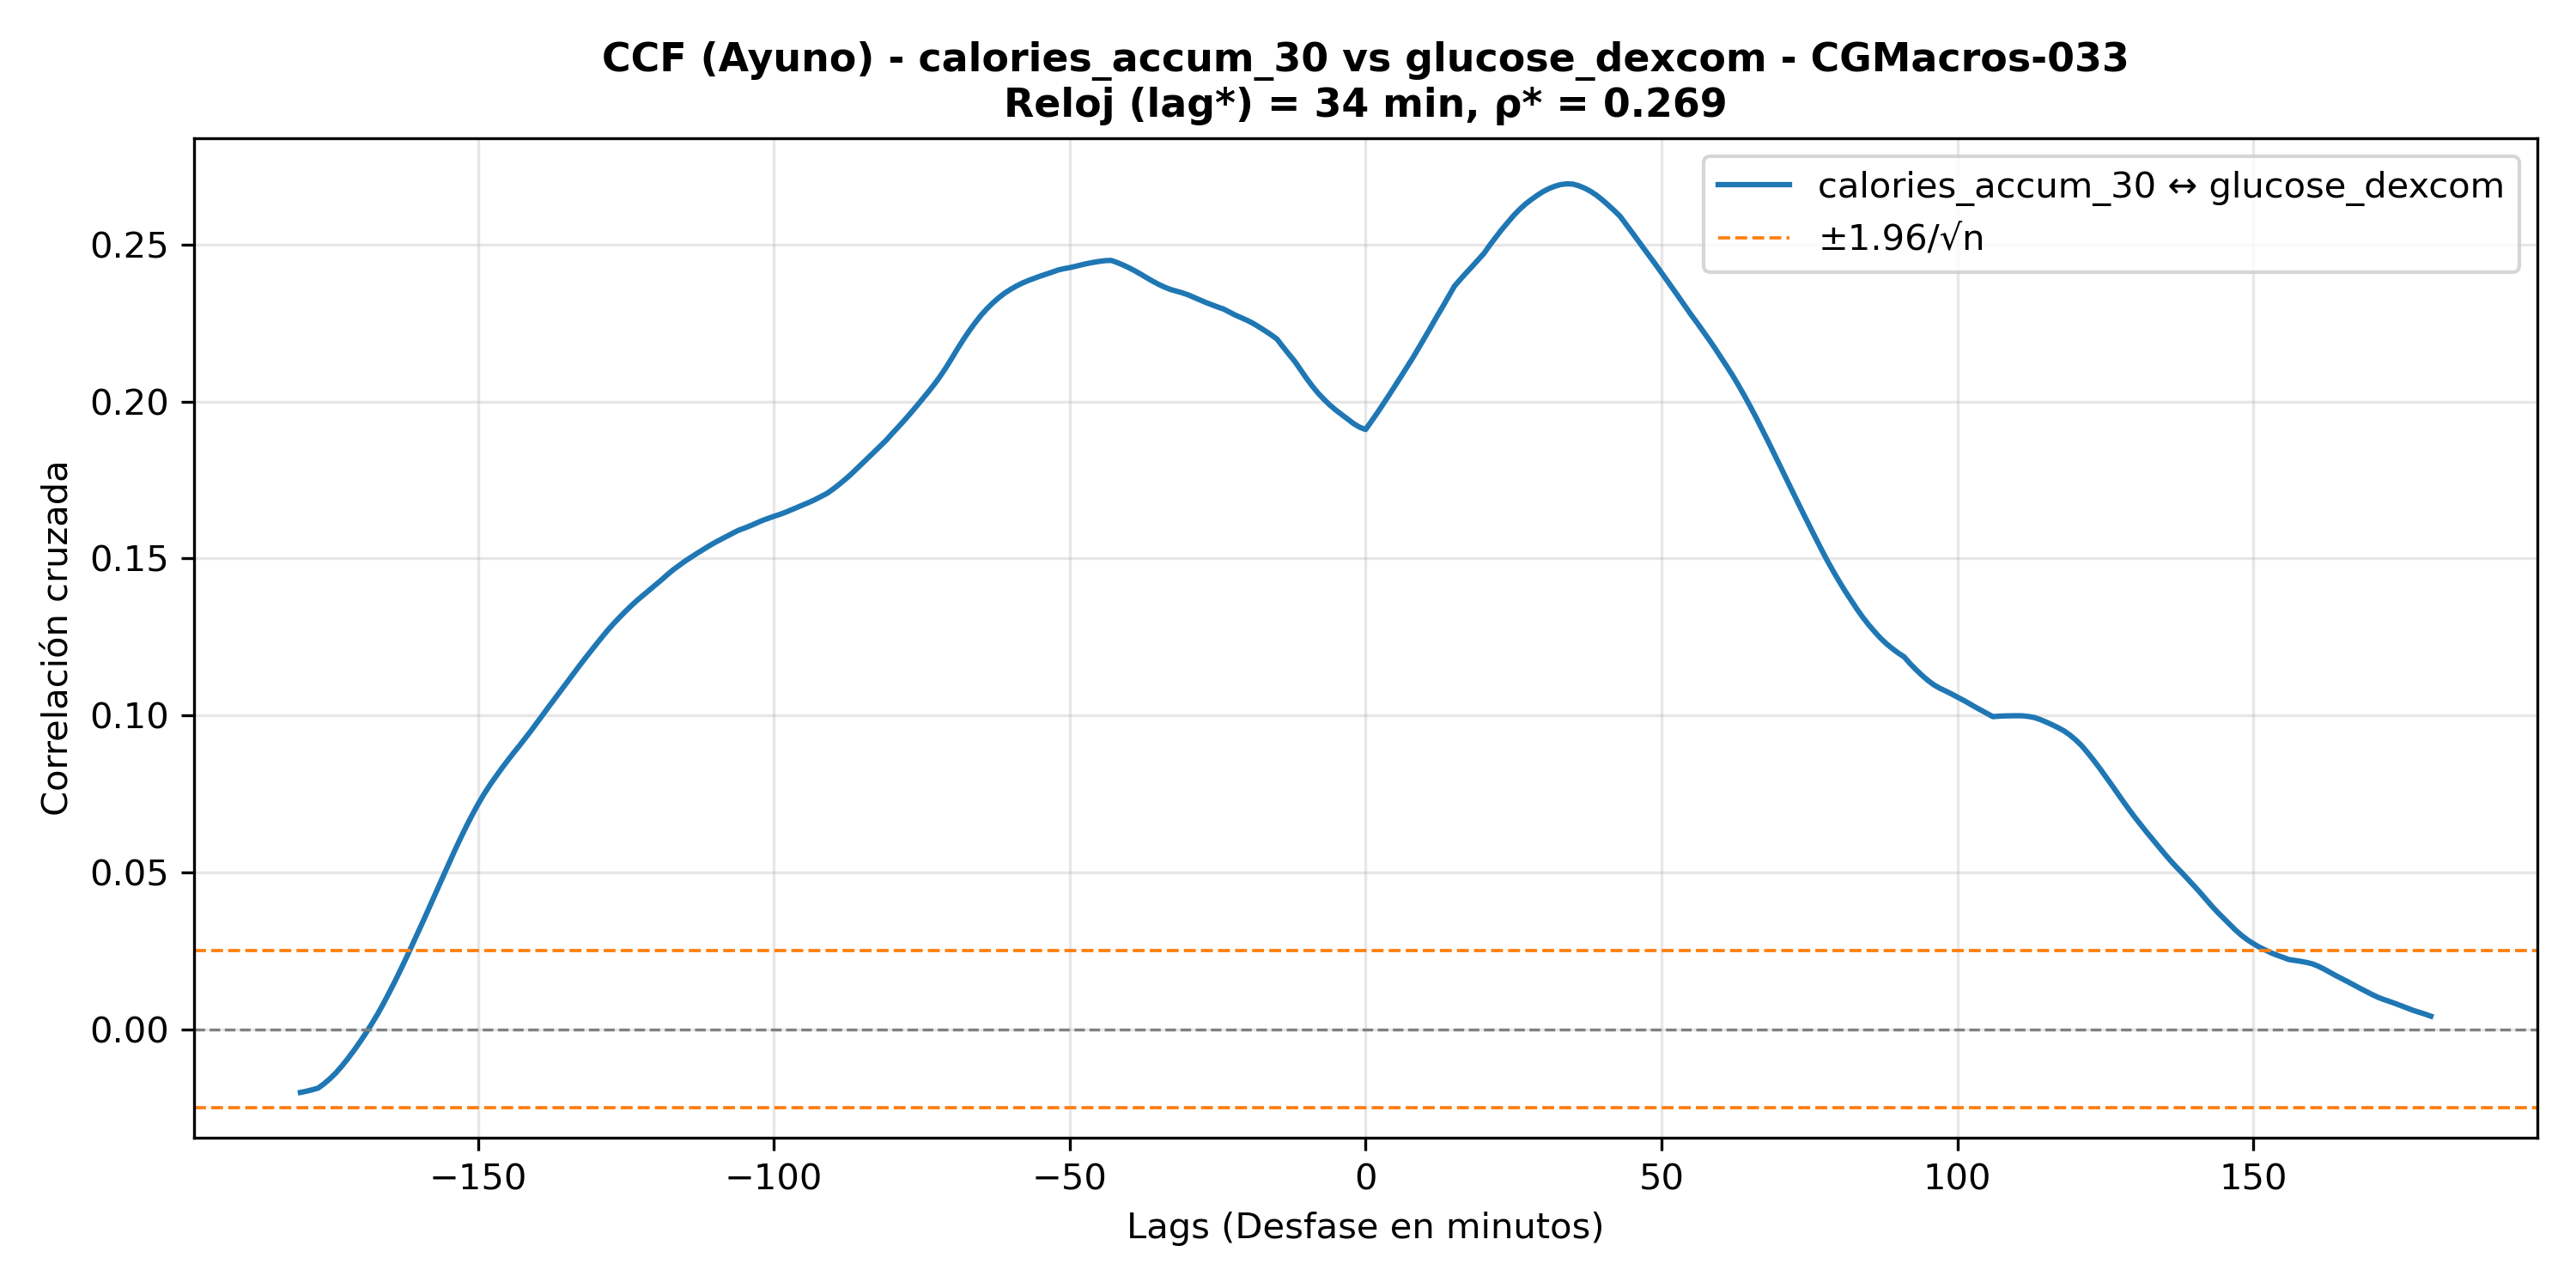 CCF (Ayuno) - calories_accum_30 vs glucose_dexcom - CGMacros-033
Reloj (lag*) = 34 min, ρ* = 0.269
calories_accum_30 ↔ glucose_dexcom
±1.96/√n
Correlación cruzada
0.25
0.20
0.15
0.10
0.05
0.00
−150
−100
−50
0
50
100
150
Lags (Desfase en minutos)